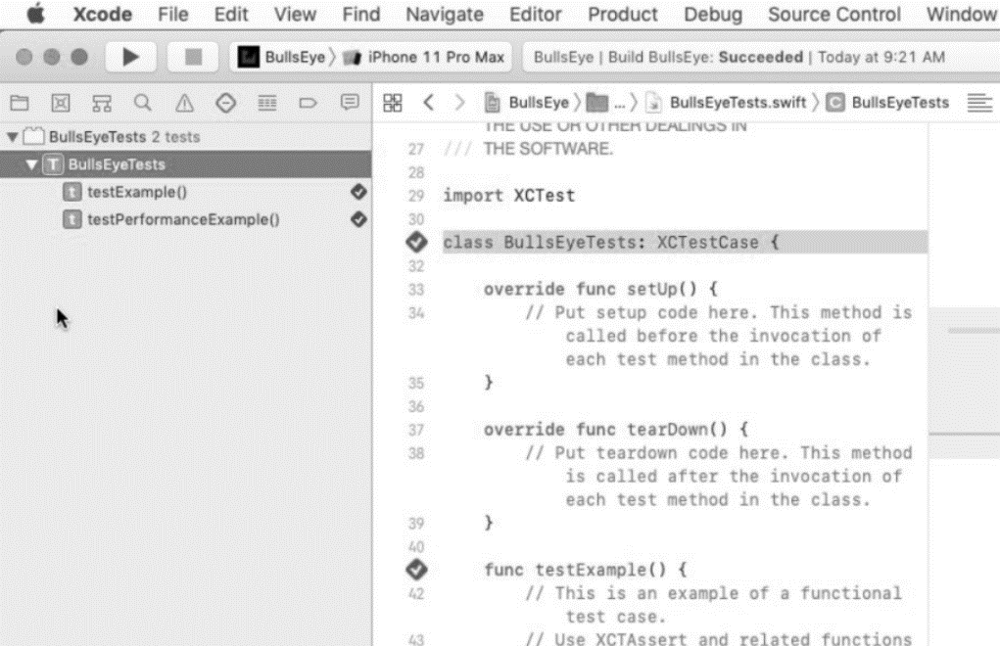 Xcode File Edit View Find Navigate Editor Product Debug Source Control Window
BullsEye 〉 iPhone 11 Pro Max BullsEye | Build BullsEye: Succeeded | Today at 9:21 AM
BullsEye 〉 ... 〉 BullsEyeTests.swift 〉 C BullsEyeTests
BullsEyeTests 2 tests
T BullsEyeTests
t testExample()
t testPerformanceExample()
THE USE OR OTHER DEALINGS IN
27 /// THE SOFTWARE.
28
29 import XCTest
30
class BullsEyeTests: XCTestCase {
32
33 override func setUp() {
34 // Put setup code here. This method is
called before the invocation of
each test method in the class.
35 }
36
37 override func tearDown() {
38 // Put teardown code here. This method
is called after the invocation of
each test method in the class.
39 }
40
func testExample() {
42 // This is an example of a functional
test case.
43 // Use XCTAssert and related functions